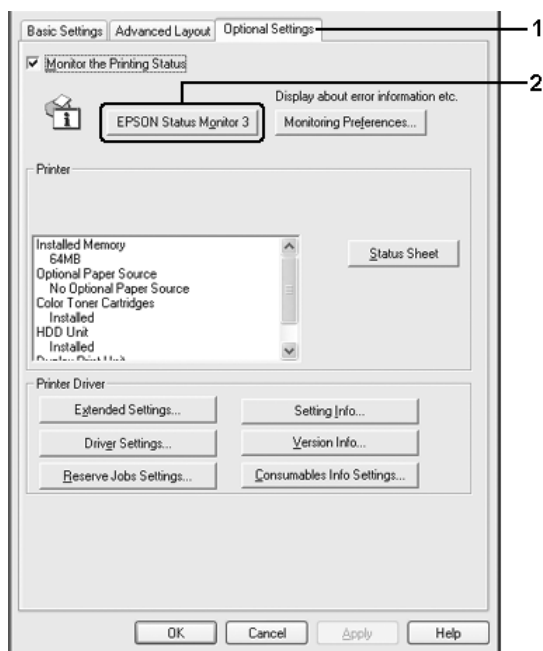 Basic Settings Advanced Layout Optional Settings 1
Monitor the Printing Status
2
Display about error information etc.
EPSON Status Monitor 3 Monitoring Preferences...
Printer
Installed Memory
64MB
Optional Paper Source
No Optional Paper Source
Color Toner Cartridges
Installed
HDD Unit
Installed
Duplex Print Unit
Status Sheet
Printer Driver
Extended Settings... Setting Info...
Driver Settings... Version Info...
Reserve Jobs Settings... Consumables Info Settings...
OK Cancel Apply Help